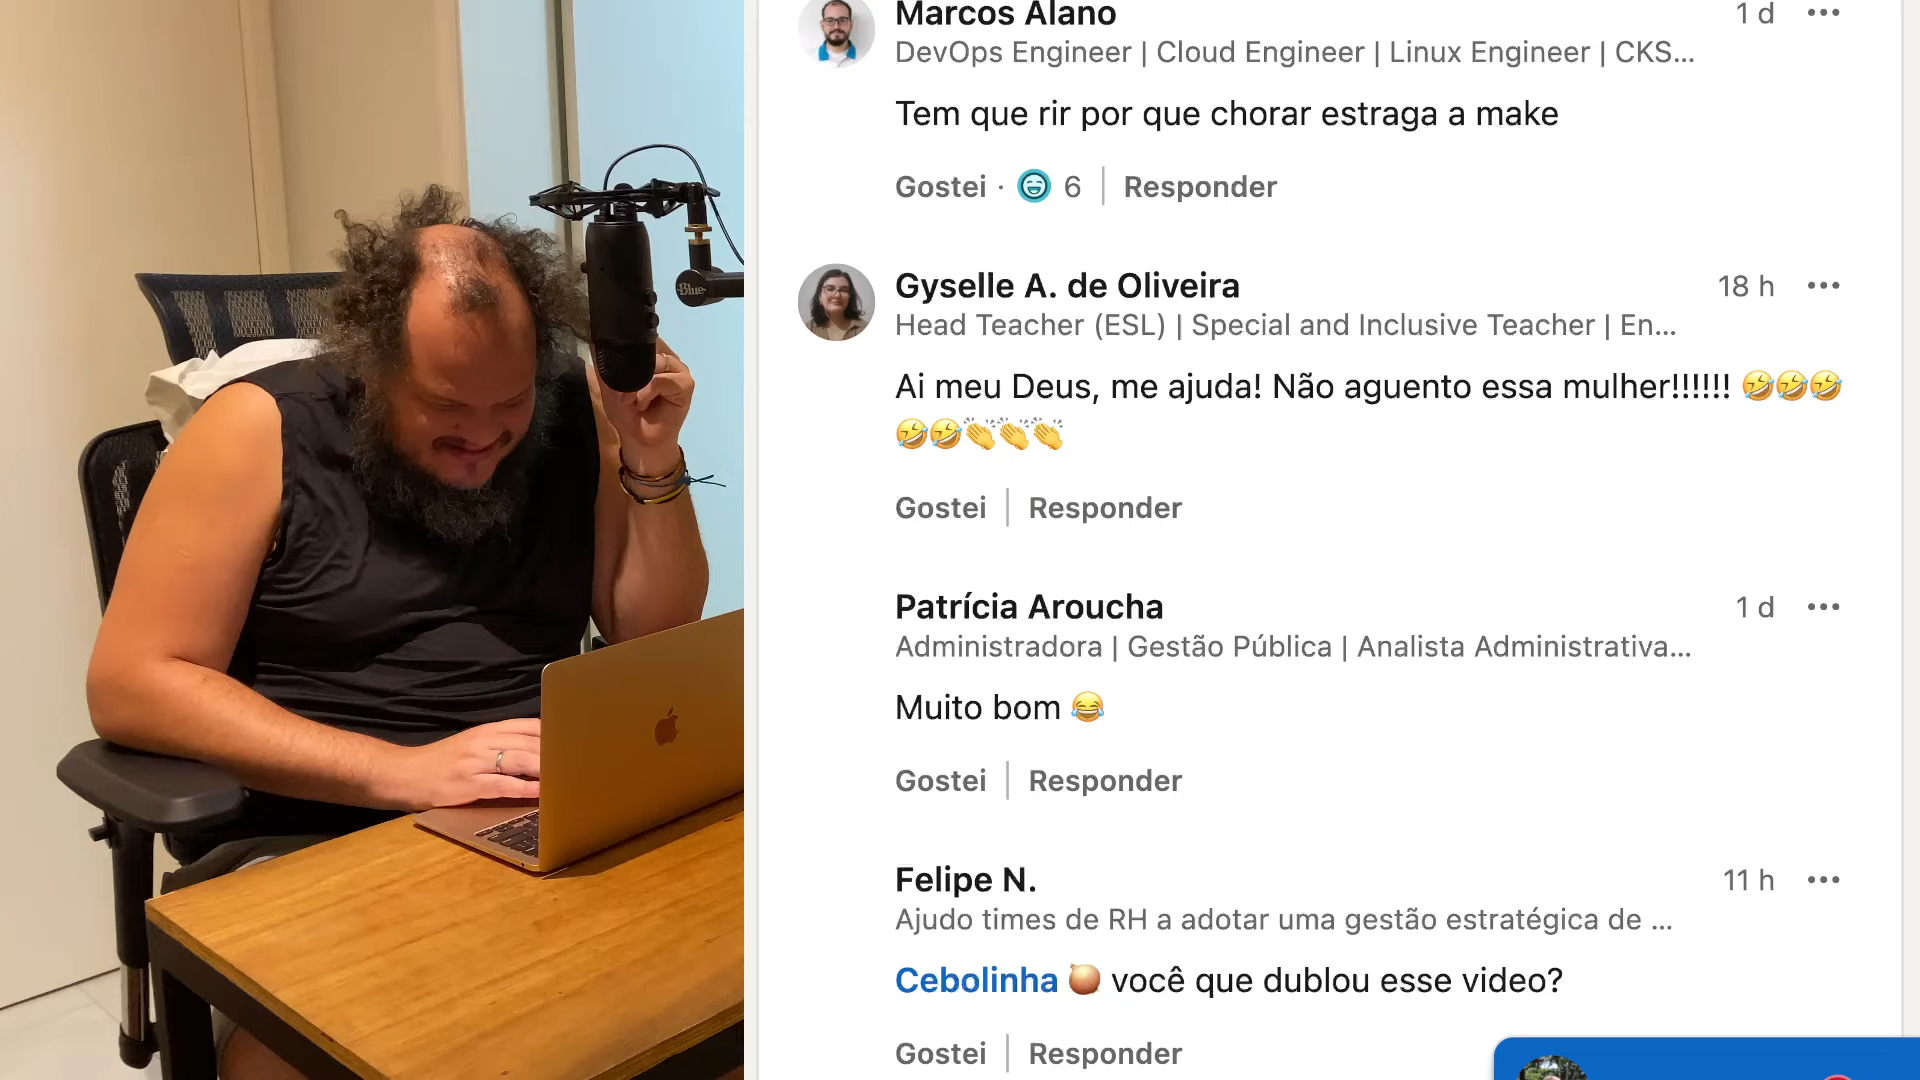 Marcos Alano
1 d
DevOps Engineer | Cloud Engineer | Linux Engineer | CKS...
Tem que rir por que chorar estraga a make
Gostei · 6 | Responder
Gyselle A. de Oliveira
18 h
Head Teacher (ESL) | Special and Inclusive Teacher | En...
Ai meu Deus, me ajuda! Não aguento essa mulher!!!!!! 🤣🤣🤣
🤣🤣👏👏👏
Gostei | Responder
Patrícia Aroucha
1 d
Administradora | Gestão Pública | Analista Administrativa...
Muito bom 😂
Gostei | Responder
Felipe N.
11 h
Ajudo times de RH a adotar uma gestão estratégica de ...
Cebolinha 🧅 você que dublou esse video?
Gostei | Responder
Blue